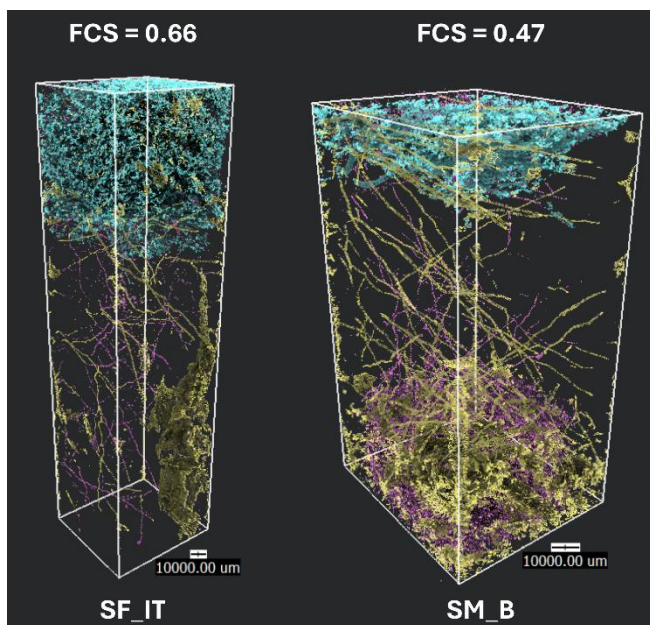 FCS = 0.66
FCS = 0.47
10000.00 um
10000.00 um
SF_IT
SM_B